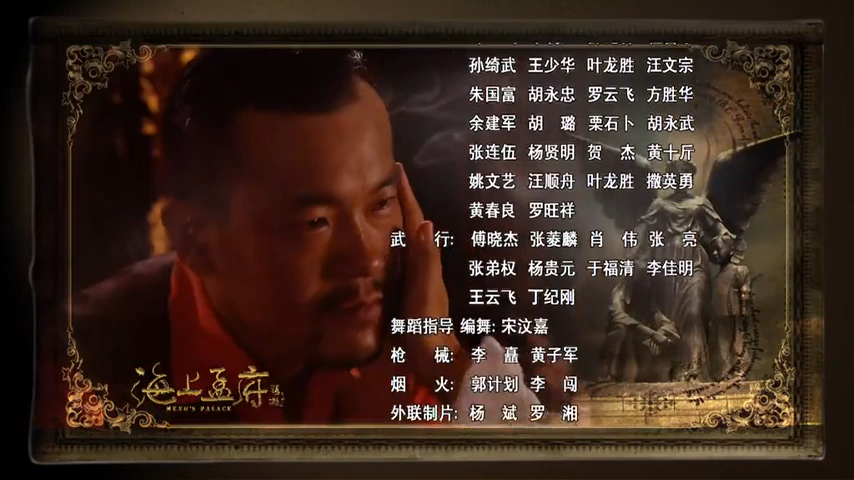 孙绮武 王少华 叶龙胜 汪文宗
朱国富 胡永忠 罗云飞 方胜华
余建军 胡 璐 栗石卜 胡永武
张连伍 杨贤明 贺 杰 黄十斤
姚文艺 汪顺舟 叶龙胜 撒英勇
黄春良 罗旺祥
武 行: 傅晓杰 张菱麟 肖 伟 张 亮
张弟权 杨贵元 于福清 李佳明
王云飞 丁纪刚
舞蹈指导 编舞: 宋汶嘉
枪 械: 李 矗 黄子军
烟 火: 郭计划 李 闯
外联制片: 杨 斌 罗 湘
海上孟府
MENG'S PALACE